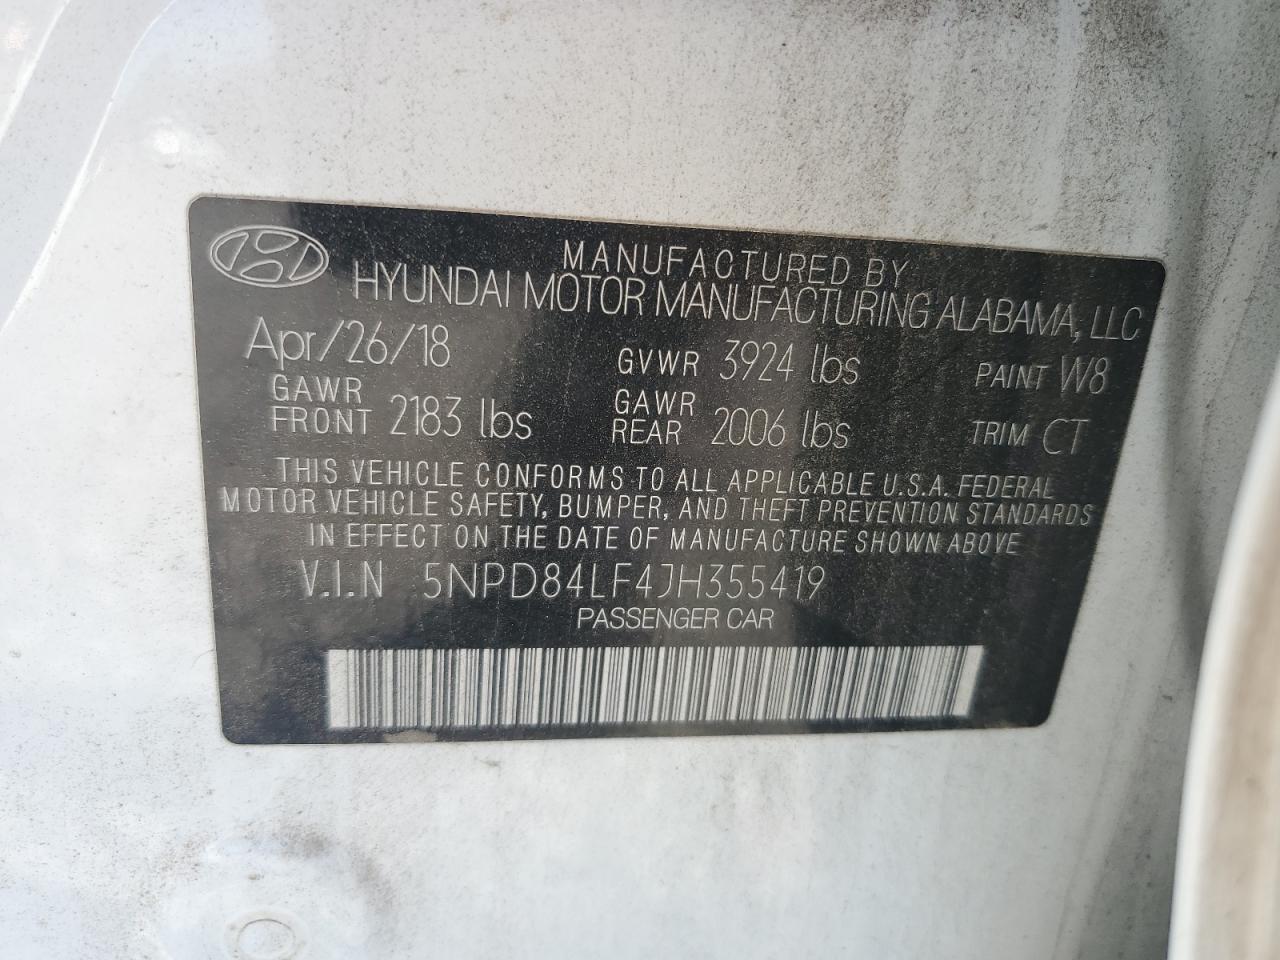 MANUFACTURED BY
HYUNDAI MOTOR MANUFACTURING ALABAMA, LLC
Apr/26/18 GVWR 3924 lbs PAINT W8
GAWR FRONT 2183 lbs GAWR REAR 2006 lbs TRIM CT
THIS VEHICLE CONFORMS TO ALL APPLICABLE U.S.A. FEDERAL
MOTOR VEHICLE SAFETY, BUMPER, AND THEFT PREVENTION STANDARDS
IN EFFECT ON THE DATE OF MANUFACTURE SHOWN ABOVE
V.I.N 5NPD84LF4JH355419
PASSENGER CAR